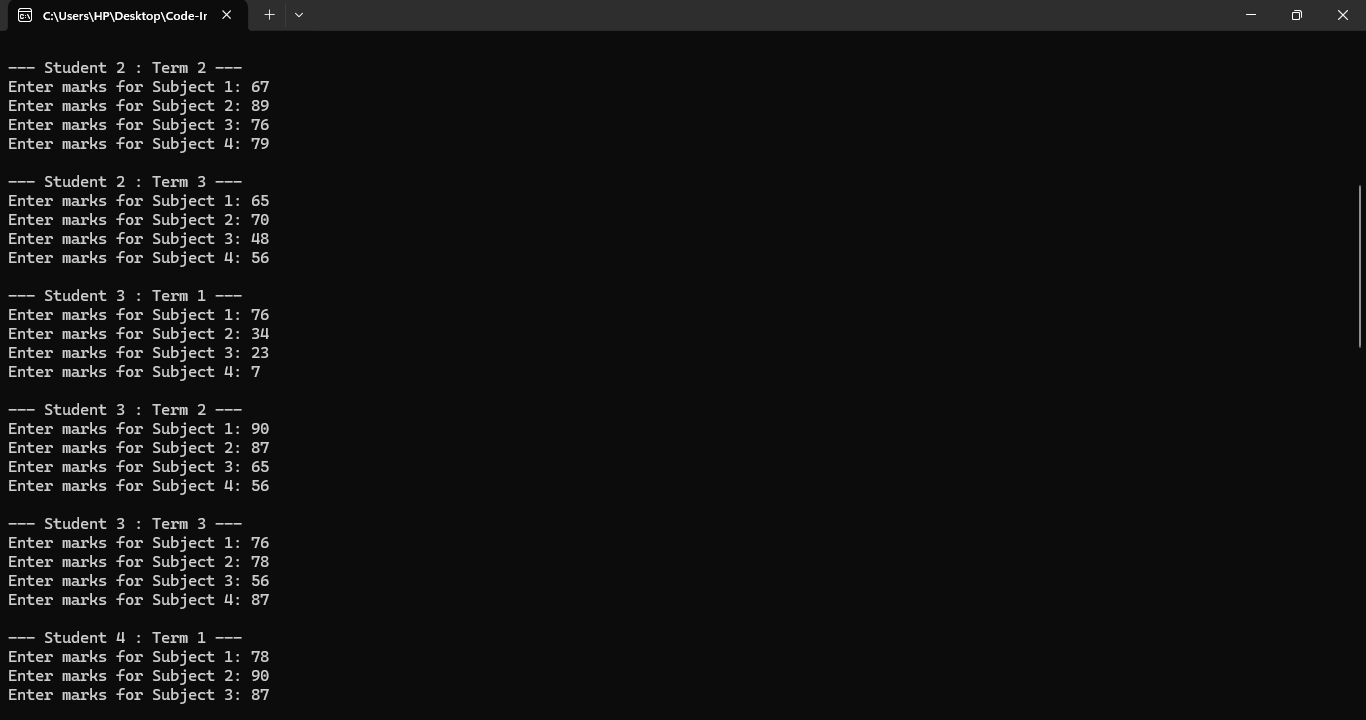 C:\Users\HP\Desktop\Code-Ir
--- Student 2 : Term 2 ---
Enter marks for Subject 1: 67
Enter marks for Subject 2: 89
Enter marks for Subject 3: 76
Enter marks for Subject 4: 79
--- Student 2 : Term 3 ---
Enter marks for Subject 1: 65
Enter marks for Subject 2: 70
Enter marks for Subject 3: 48
Enter marks for Subject 4: 56
--- Student 3 : Term 1 ---
Enter marks for Subject 1: 76
Enter marks for Subject 2: 34
Enter marks for Subject 3: 23
Enter marks for Subject 4: 7
--- Student 3 : Term 2 ---
Enter marks for Subject 1: 90
Enter marks for Subject 2: 87
Enter marks for Subject 3: 65
Enter marks for Subject 4: 56
--- Student 3 : Term 3 ---
Enter marks for Subject 1: 76
Enter marks for Subject 2: 78
Enter marks for Subject 3: 56
Enter marks for Subject 4: 87
--- Student 4 : Term 1 ---
Enter marks for Subject 1: 78
Enter marks for Subject 2: 90
Enter marks for Subject 3: 87